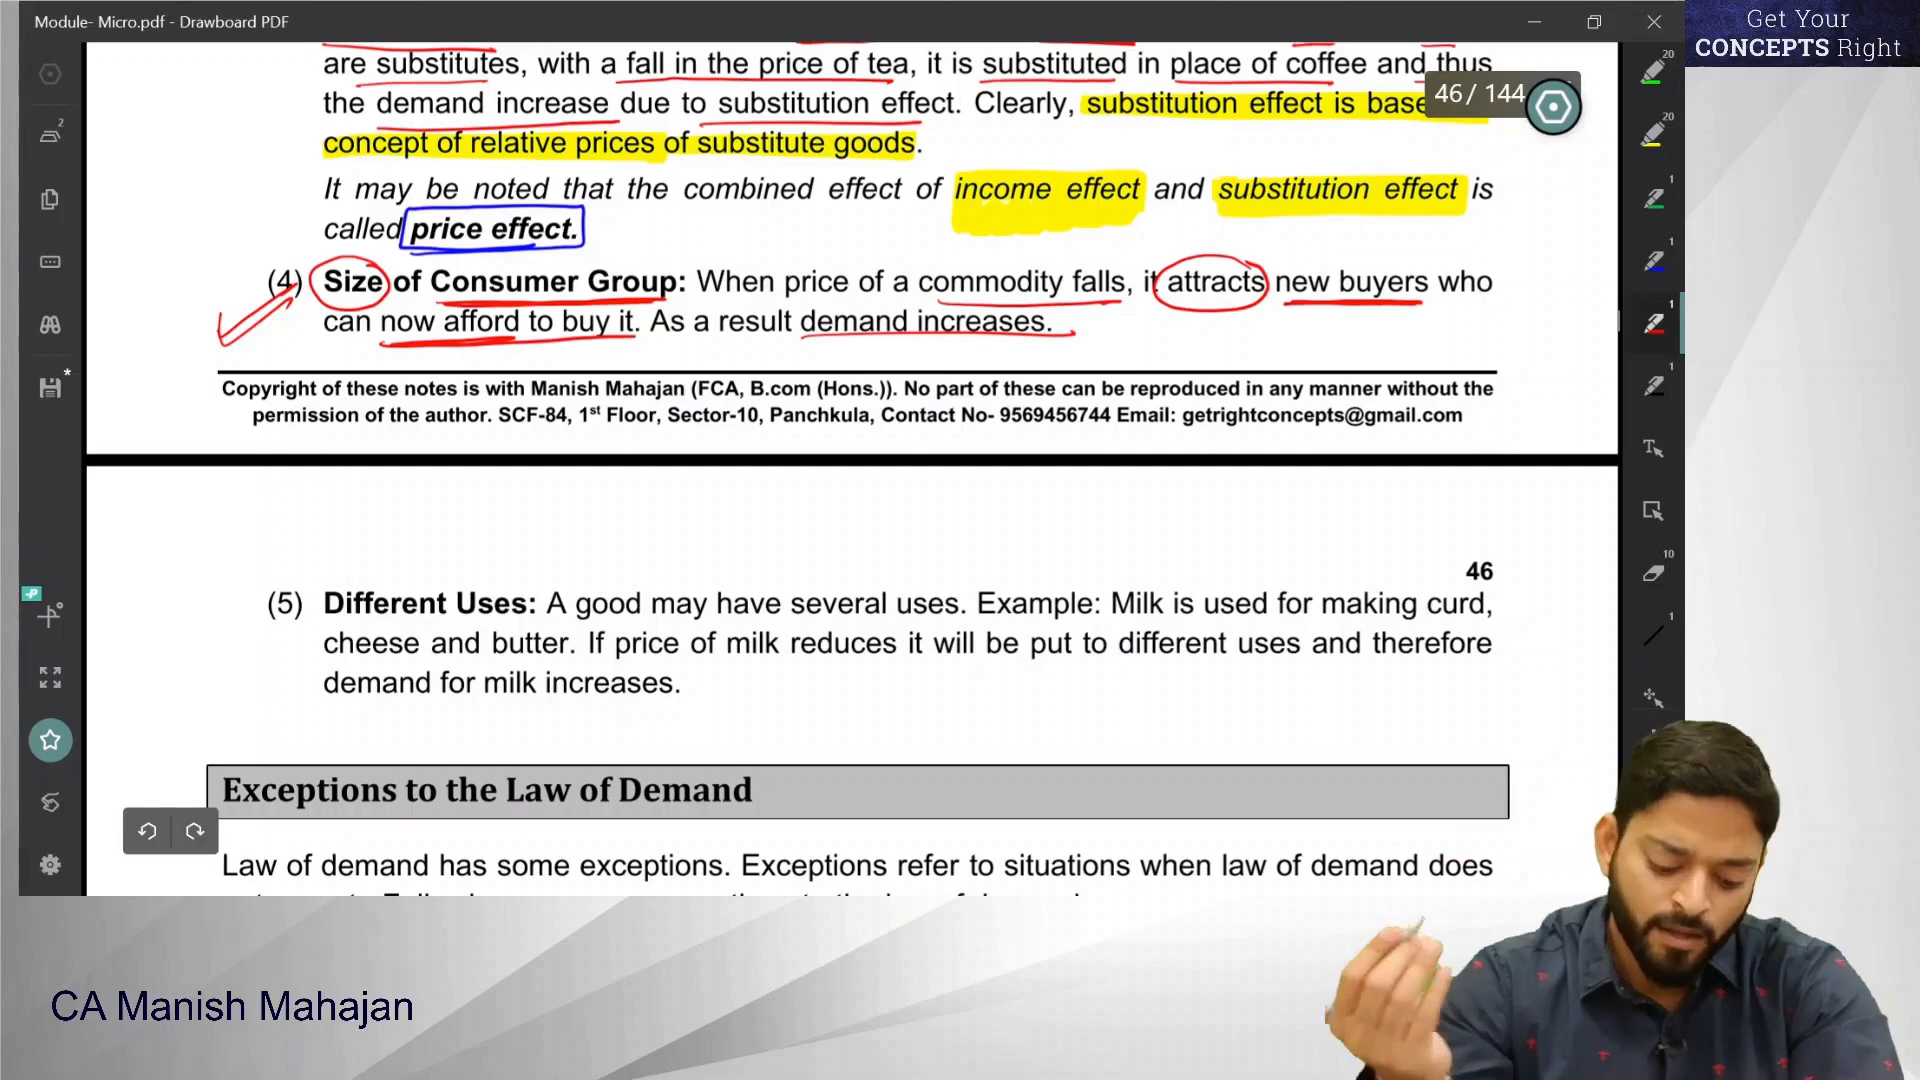 Module- Micro.pdf - Drawboard PDF
Get Your
CONCEPTS Right
are substitutes, with a fall in the price of tea, it is substituted in place of coffee and thus
46 / 144
the demand increase due to substitution effect. Clearly, substitution effect is base
concept of relative prices of substitute goods.
It may be noted that the combined effect of income effect and substitution effect is
called price effect.
(4) Size of Consumer Group: When price of a commodity falls, it attracts new buyers who
can now afford to buy it. As a result demand increases.
Copyright of these notes is with Manish Mahajan (FCA, B.com (Hons.)). No part of these can be reproduced in any manner without the
permission of the author. SCF-84, 1st Floor, Sector-10, Panchkula, Contact No- 9569456744 Email: getrightconcepts@gmail.com
46
(5) Different Uses: A good may have several uses. Example: Milk is used for making curd,
cheese and butter. If price of milk reduces it will be put to different uses and therefore
demand for milk increases.
Exceptions to the Law of Demand
Law of demand has some exceptions. Exceptions refer to situations when law of demand does
CA Manish Mahajan
20
20
1
1
1
1
10
1
2